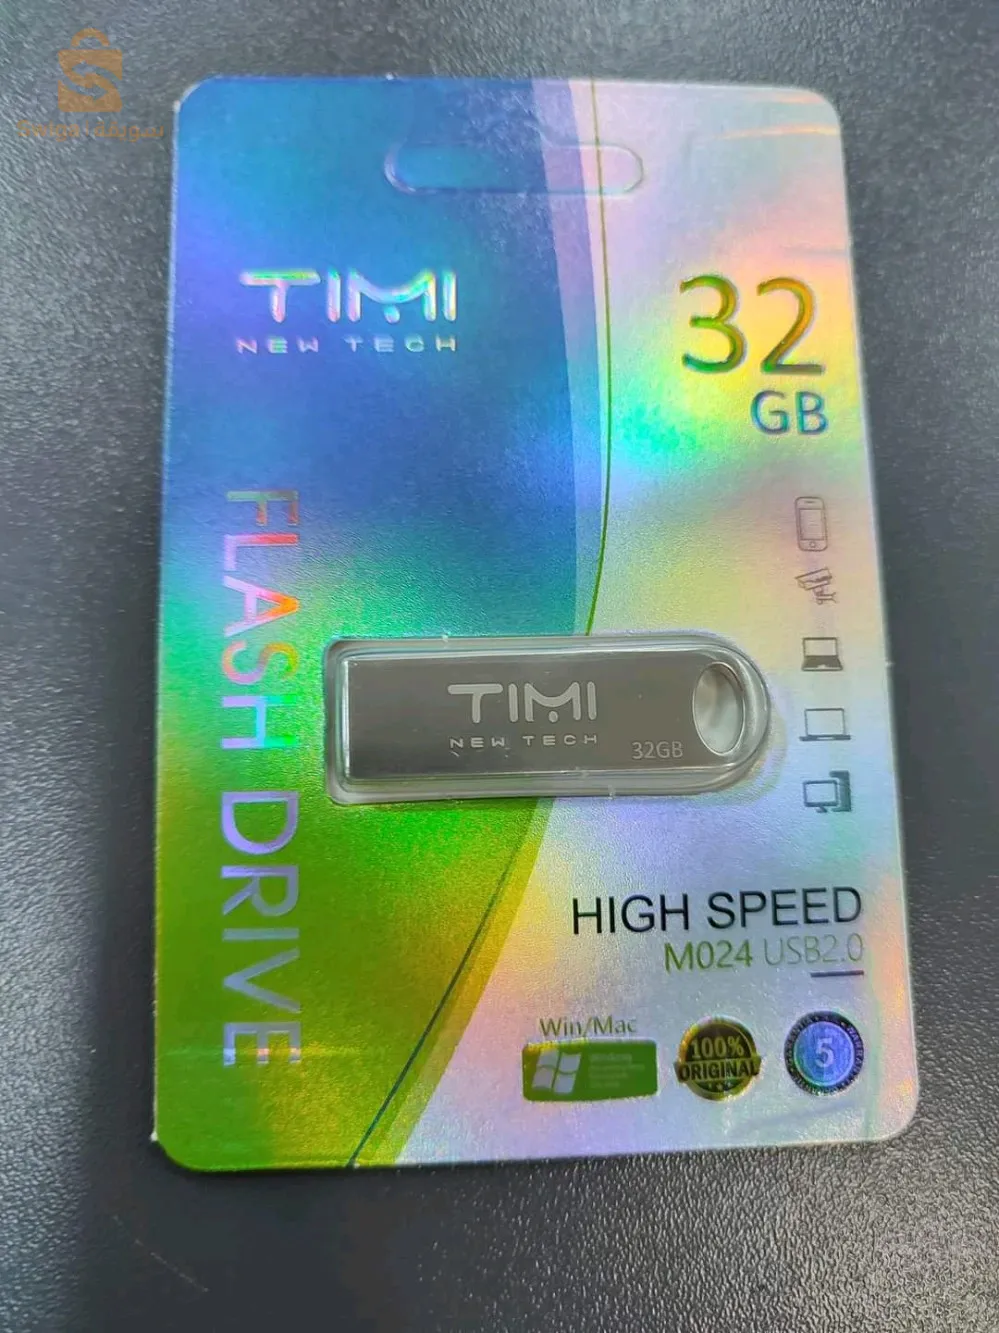 سويقة
TIMI
NEW TECH
32
GB
FLASH DRIVE
TIMI
NEW TECH
32GB
HIGH SPEED
M024 USB2.0
Win/Mac
100%
ORIGINAL
5